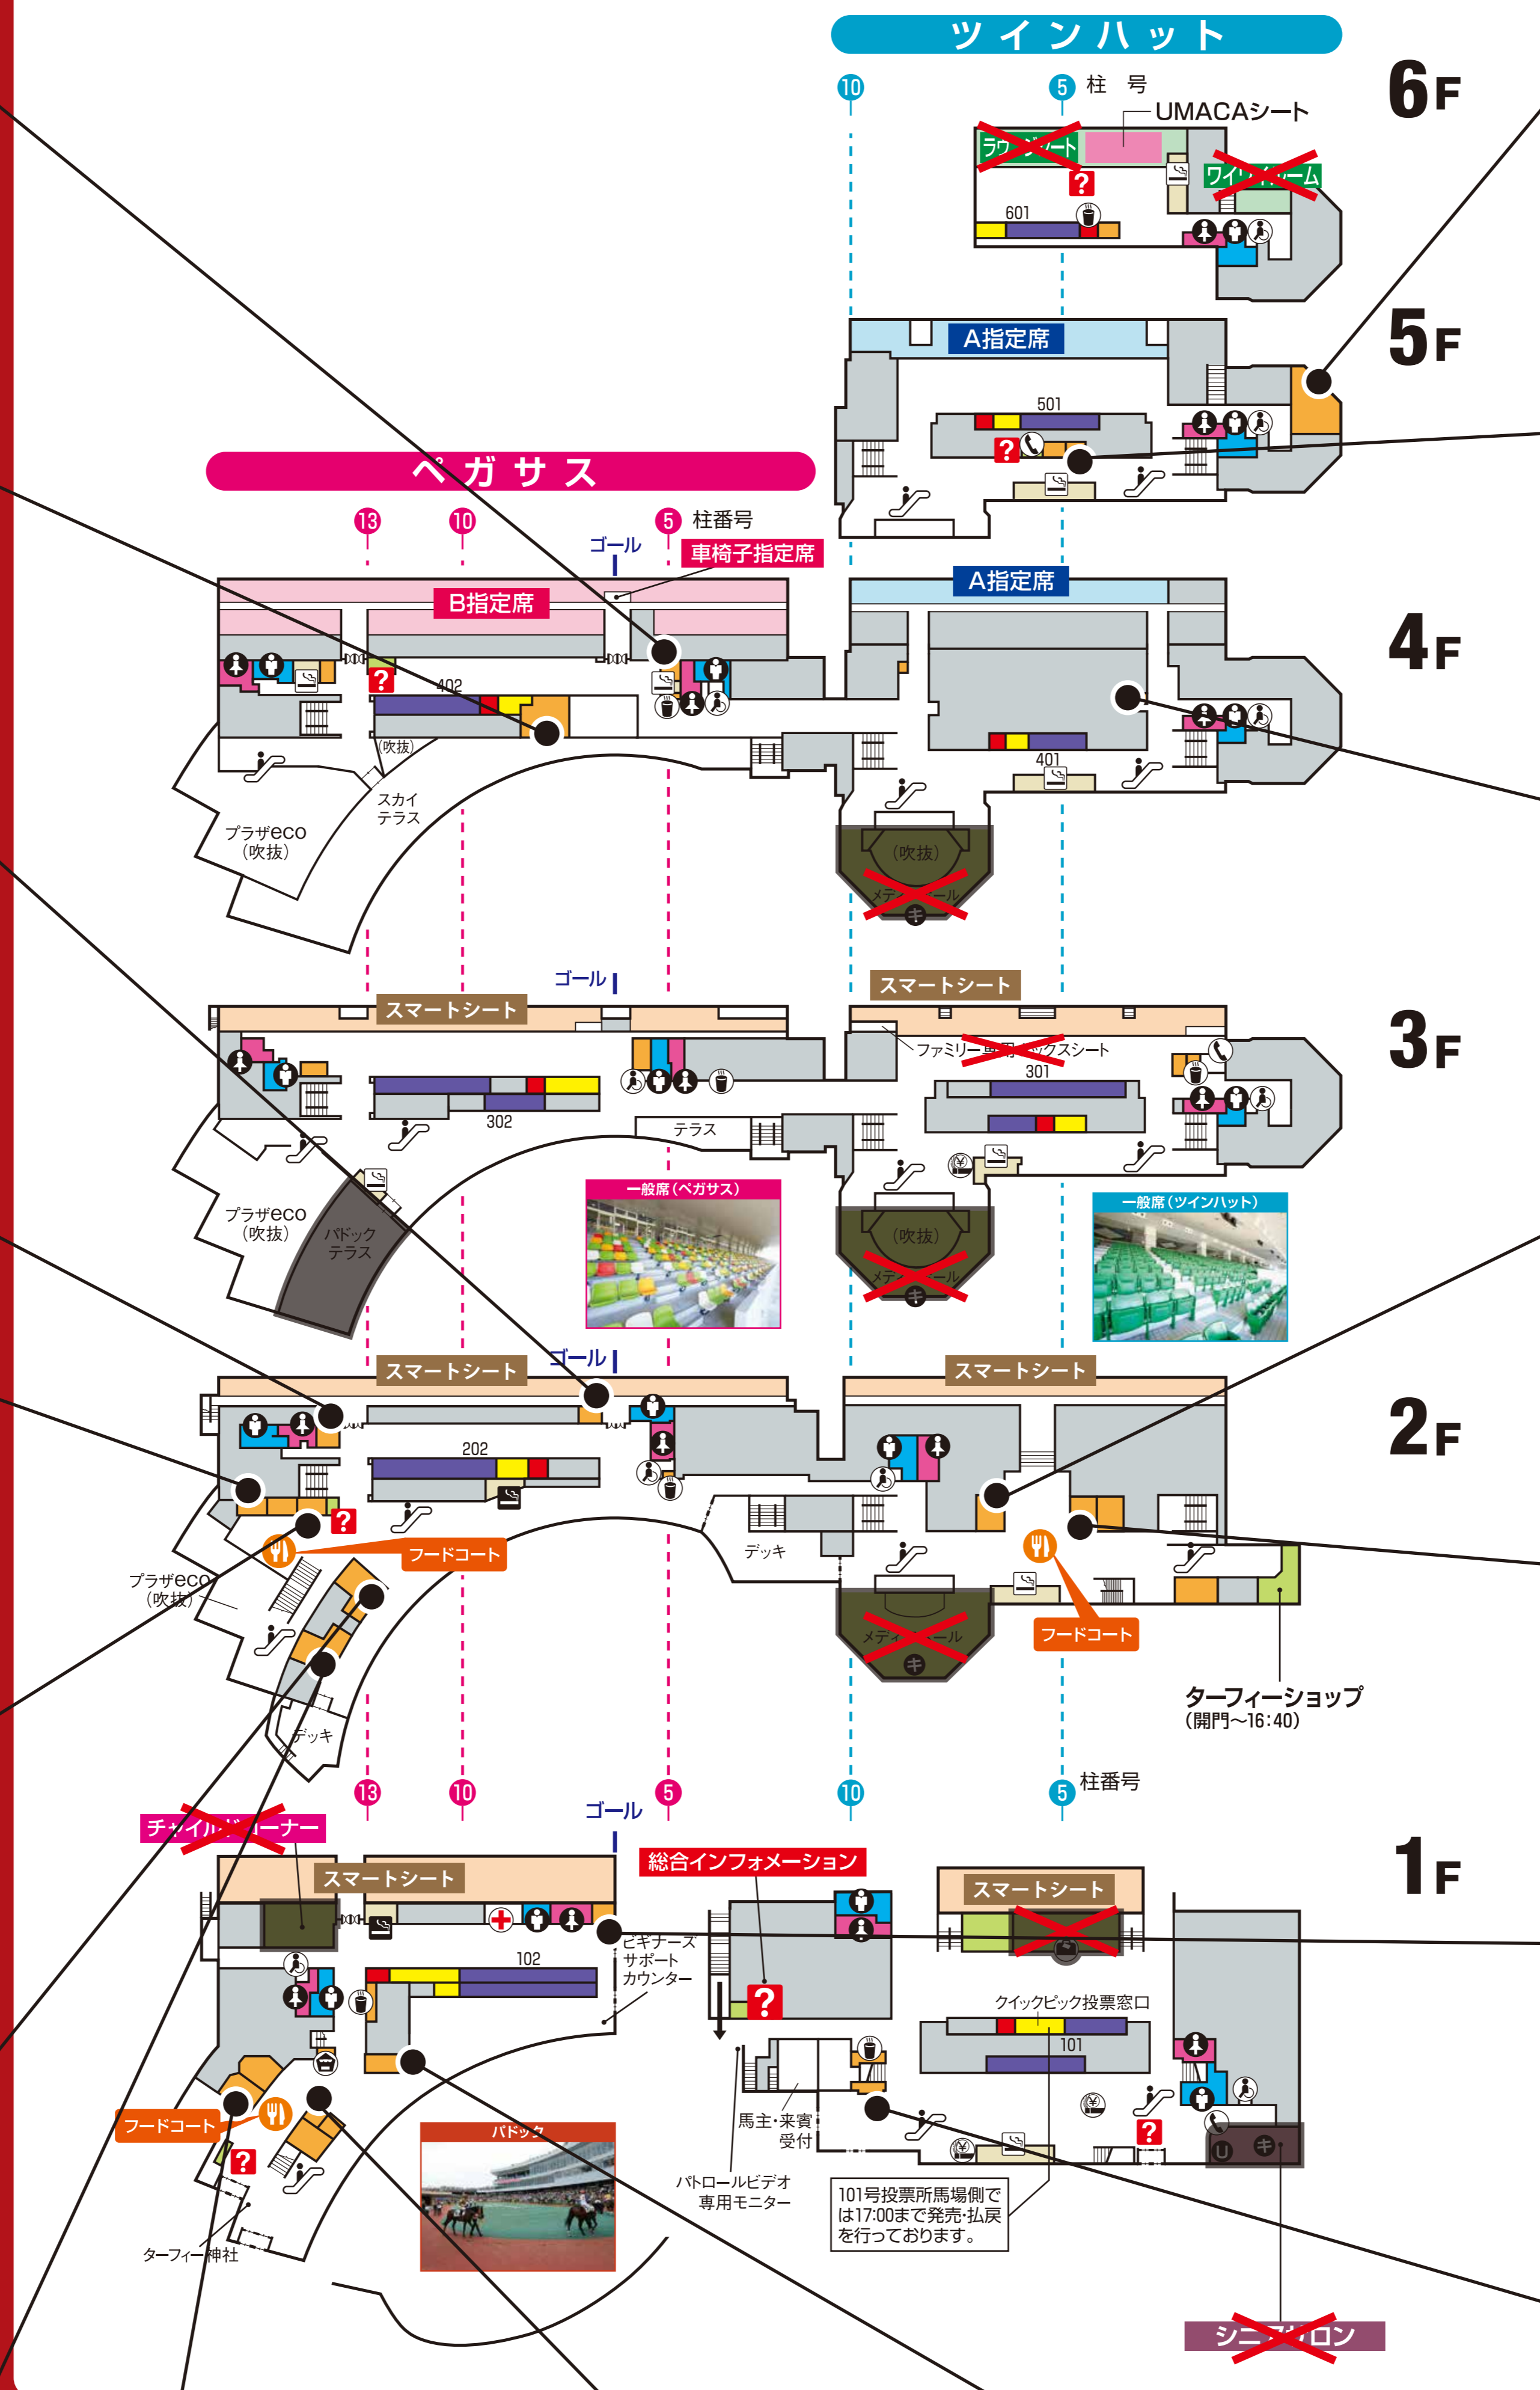 ツインハット
10
5
柱 号
6F
UMACAシート
601
5F
A指定席
501
ペガサス
13
10
5
柱番号
ゴール
車椅子指定席
B指定席
A指定席
4F
402
(吹抜)
スカイ
テラス
プラザeco
(吹抜)
401
(吹抜)
キ
ゴール
スマートシート
スマートシート
3F
301
302
テラス
プラザeco
(吹抜)
パドック
テラス
一般席(ペガサス)
一般席(ツインハット)
(吹抜)
キ
スマートシート
ゴール
スマートシート
2F
202
フードコート
プラザeco
(吹抜)
デッキ
デッキ
フードコート
キ
ターフィーショップ
(開門〜16:40)
13
10
5
10
5
柱番号
ゴール
1F
スマートシート
総合インフォメーション
スマートシート
ビギナーズ
サポート
カウンター
102
クイックピック投票窓口
101
フードコート
馬主・来賓
受付
パトロールビデオ
専用モニター
101号投票所馬場側で
は17:00まで発売・払戻
を行っております。
U
キ
パドック
ターフィー神社